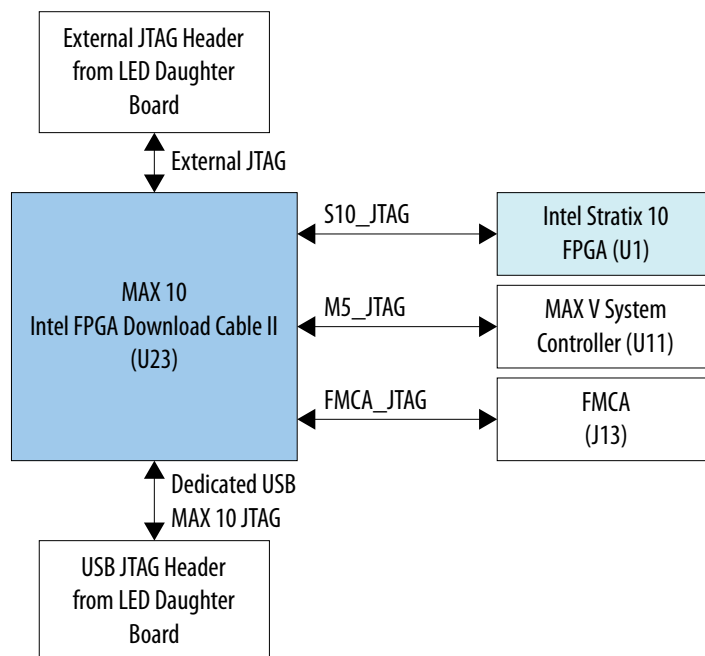 External JTAG Header
from LED Daughter
Board
External JTAG
S10_JTAG
Intel Stratix 10
FPGA (U1)
MAX 10
Intel FPGA Download Cable II
(U23)
M5_JTAG
MAX V System
Controller (U11)
FMCA_JTAG
FMCA
(J13)
Dedicated USB
MAX 10 JTAG
USB JTAG Header
from LED Daughter
Board